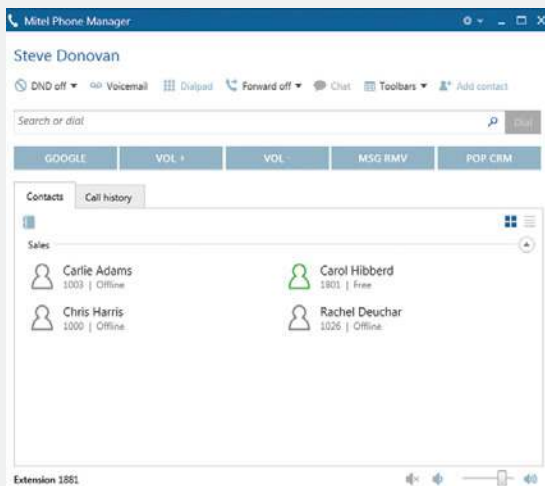 Mitel Phone Manager
Steve Donovan
DND off Voicemail Dialpad Forward off Chat Toolbars Add contact
Search or dial Dial
GOOGLE VOL + VOL - MSG RMV POP CRM
Contacts Call history
Sales
Carlie Adams Carol Hibberd
1003 | Offline 1801 | Free
Chris Harris Rachel Deuchar
1000 | Offline 1026 | Offline
Extension 1881